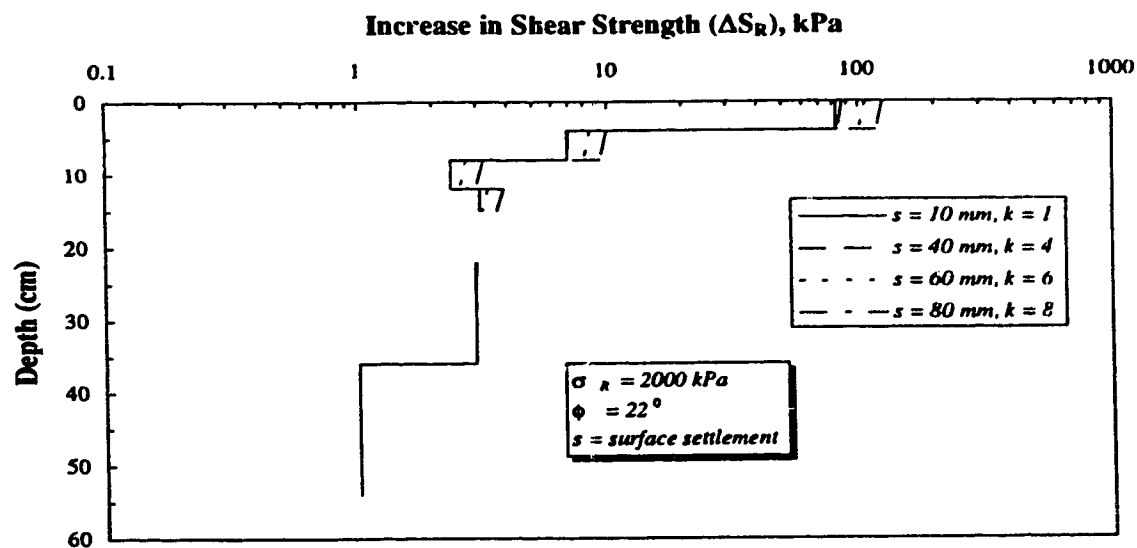 Increase in Shear Strength (ΔS_R), kPa
0.1 1 10 100 1000
0
10
20
30
40
50
60
Depth (cm)
s = 10 mm, k = 1
s = 40 mm, k = 4
s = 60 mm, k = 6
s = 80 mm, k = 8
σ R = 2000 kPa
ϕ = 22°
s = surface settlement